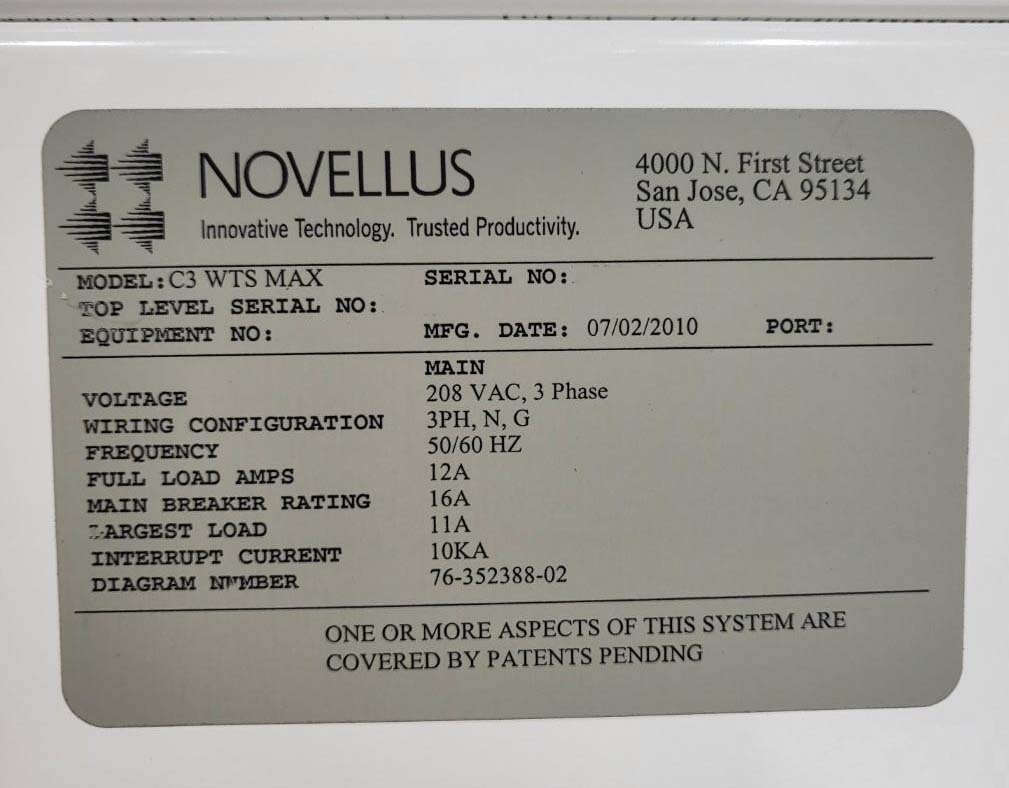 NOVELLUS
Innovative Technology. Trusted Productivity.
4000 N. First Street
San Jose, CA 95134
USA
MODEL: C3 WTS MAX SERIAL NO:
TOP LEVEL SERIAL NO:
EQUIPMENT NO: MFG. DATE: 07/02/2010 PORT:
MAIN
VOLTAGE 208 VAC, 3 Phase
WIRING CONFIGURATION 3PH, N, G
FREQUENCY 50/60 HZ
FULL LOAD AMPS 12A
MAIN BREAKER RATING 16A
LARGEST LOAD 11A
INTERRUPT CURRENT 10KA
DIAGRAM NUMBER 76-352388-02
ONE OR MORE ASPECTS OF THIS SYSTEM ARE
COVERED BY PATENTS PENDING